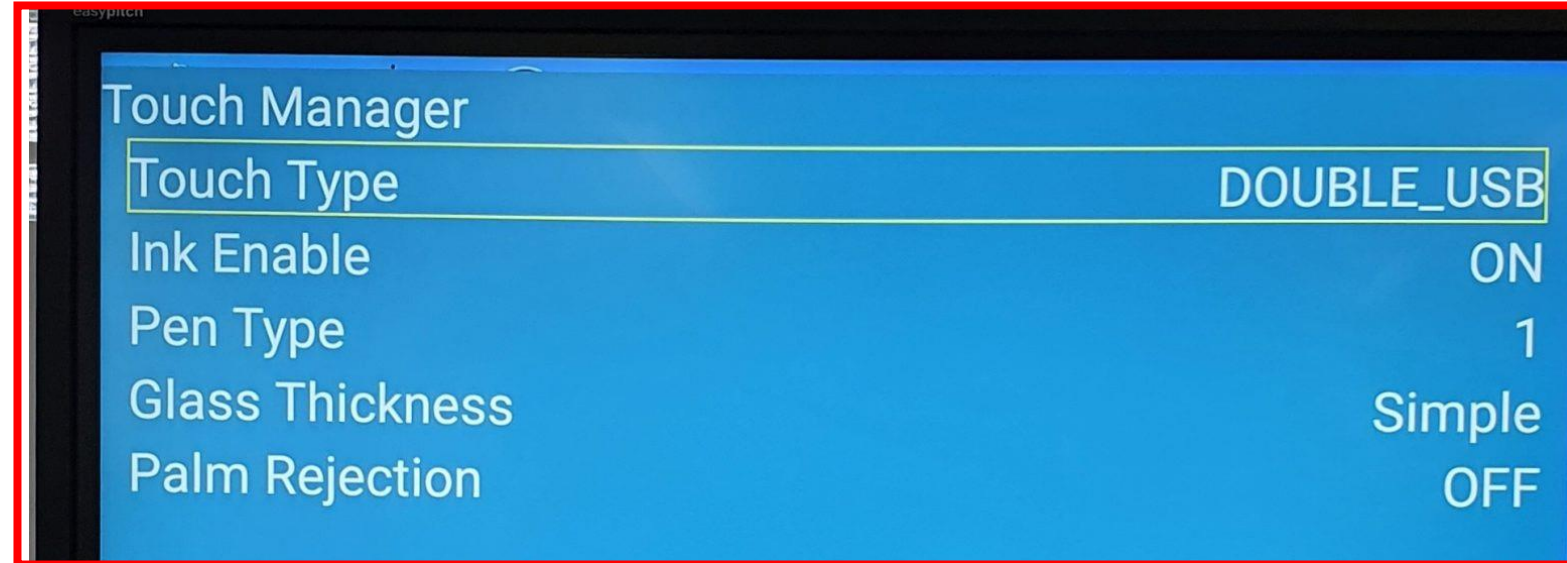 easypitch
Touch Manager
Touch Type DOUBLE_USB
Ink Enable ON
Pen Type 1
Glass Thickness Simple
Palm Rejection OFF